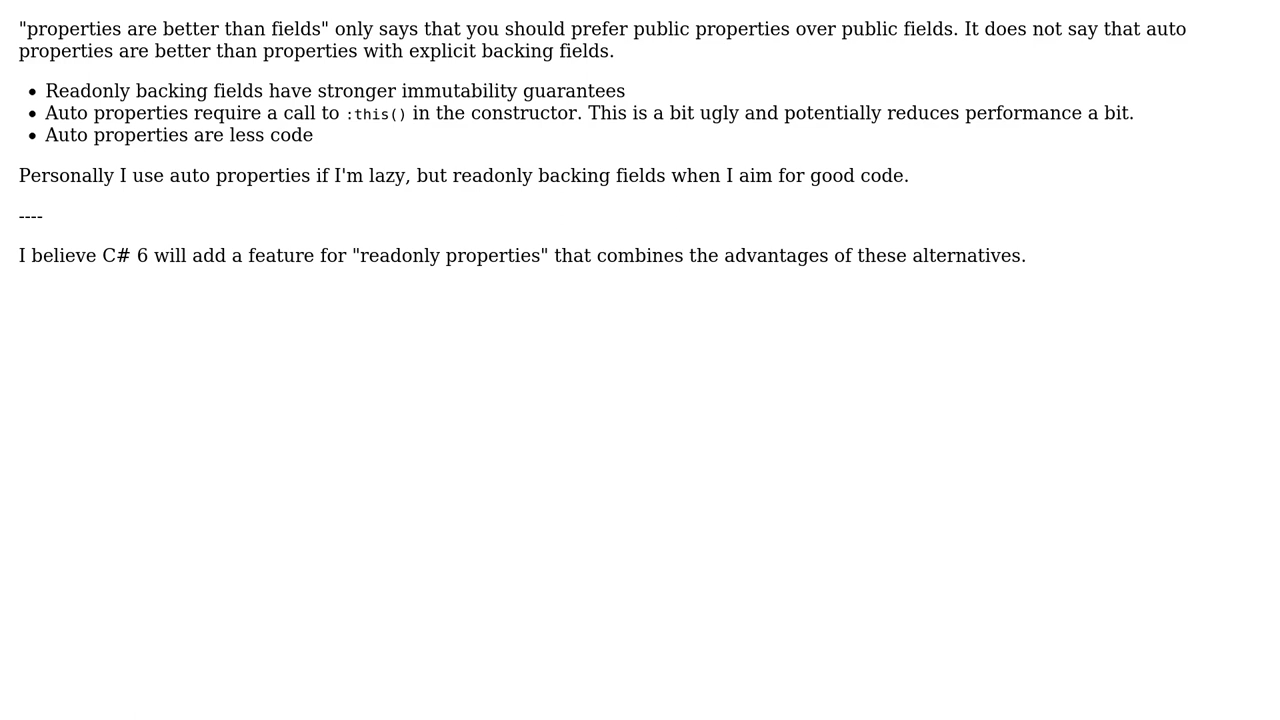 "properties are better than fields" only says that you should prefer public properties over public fields. It does not say that auto
properties are better than properties with explicit backing fields.
• Readonly backing fields have stronger immutability guarantees
• Auto properties require a call to :this() in the constructor. This is a bit ugly and potentially reduces performance a bit.
• Auto properties are less code
Personally I use auto properties if I'm lazy, but readonly backing fields when I aim for good code.
----
I believe C# 6 will add a feature for "readonly properties" that combines the advantages of these alternatives.